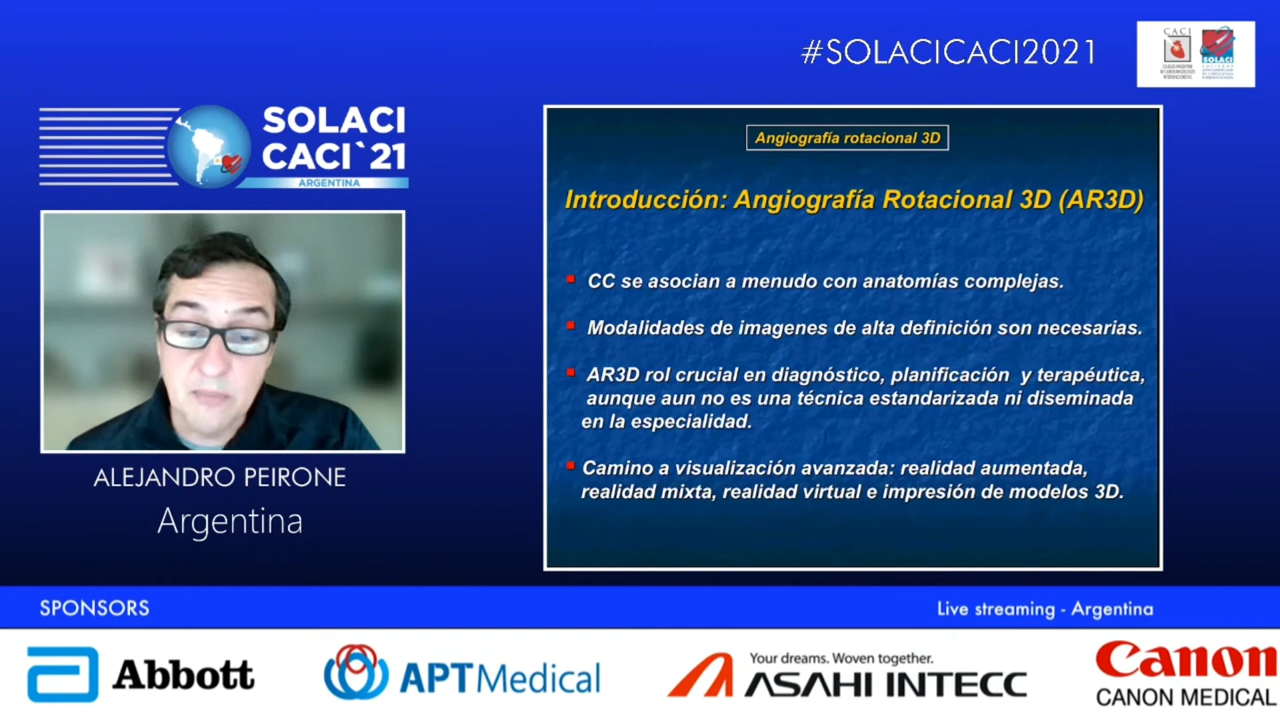 #SOLACICACI2021
CACI
SOLACI
SOCIEDAD
SOLACI
CACI`21
ARGENTINA
Angiografía rotacional 3D
Introducción: Angiografía Rotacional 3D (AR3D)
CC se asocian a menudo con anatomías complejas.
Modalidades de imagenes de alta definición son necesarias.
AR3D rol crucial en diagnóstico, planificación y terapéutica,
aunque aun no es una técnica estandarizada ni diseminada
en la especialidad.
Camino a visualización avanzada: realidad aumentada,
realidad mixta, realidad virtual e impresión de modelos 3D.
ALEJANDRO PEIRONE
Argentina
SPONSORS
Live streaming - Argentina
Abbott
APTMedical
Your dreams. Woven together.
ASAHI INTECC
Canon
CANON MEDICAL